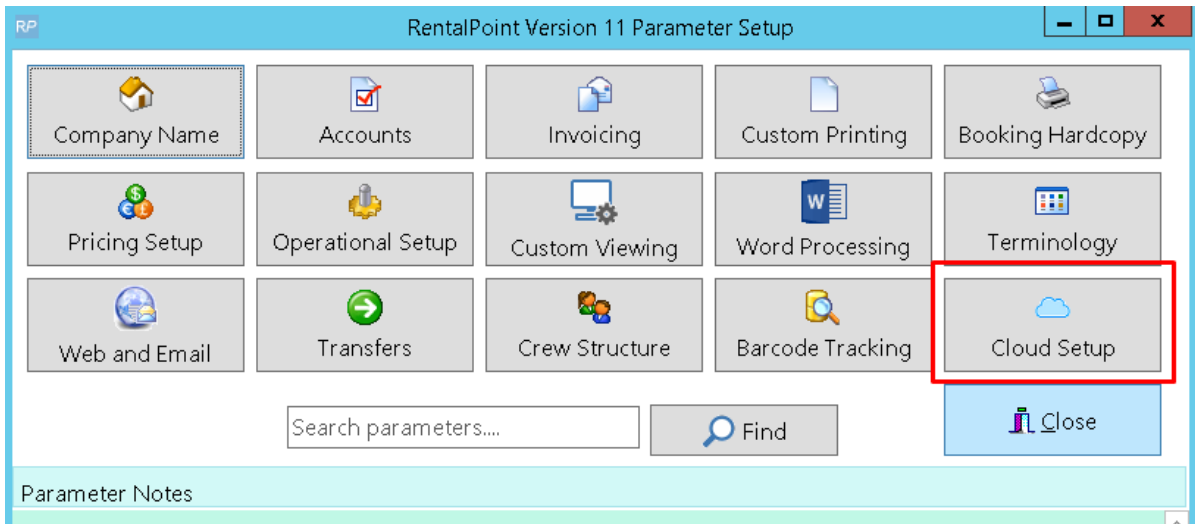 RP RentalPoint Version 11 Parameter Setup
Company Name Accounts Invoicing Custom Printing Booking Hardcopy
Pricing Setup Operational Setup Custom Viewing Word Processing Terminology
Web and Email Transfers Crew Structure Barcode Tracking Cloud Setup
Search parameters.... Find Close
Parameter Notes